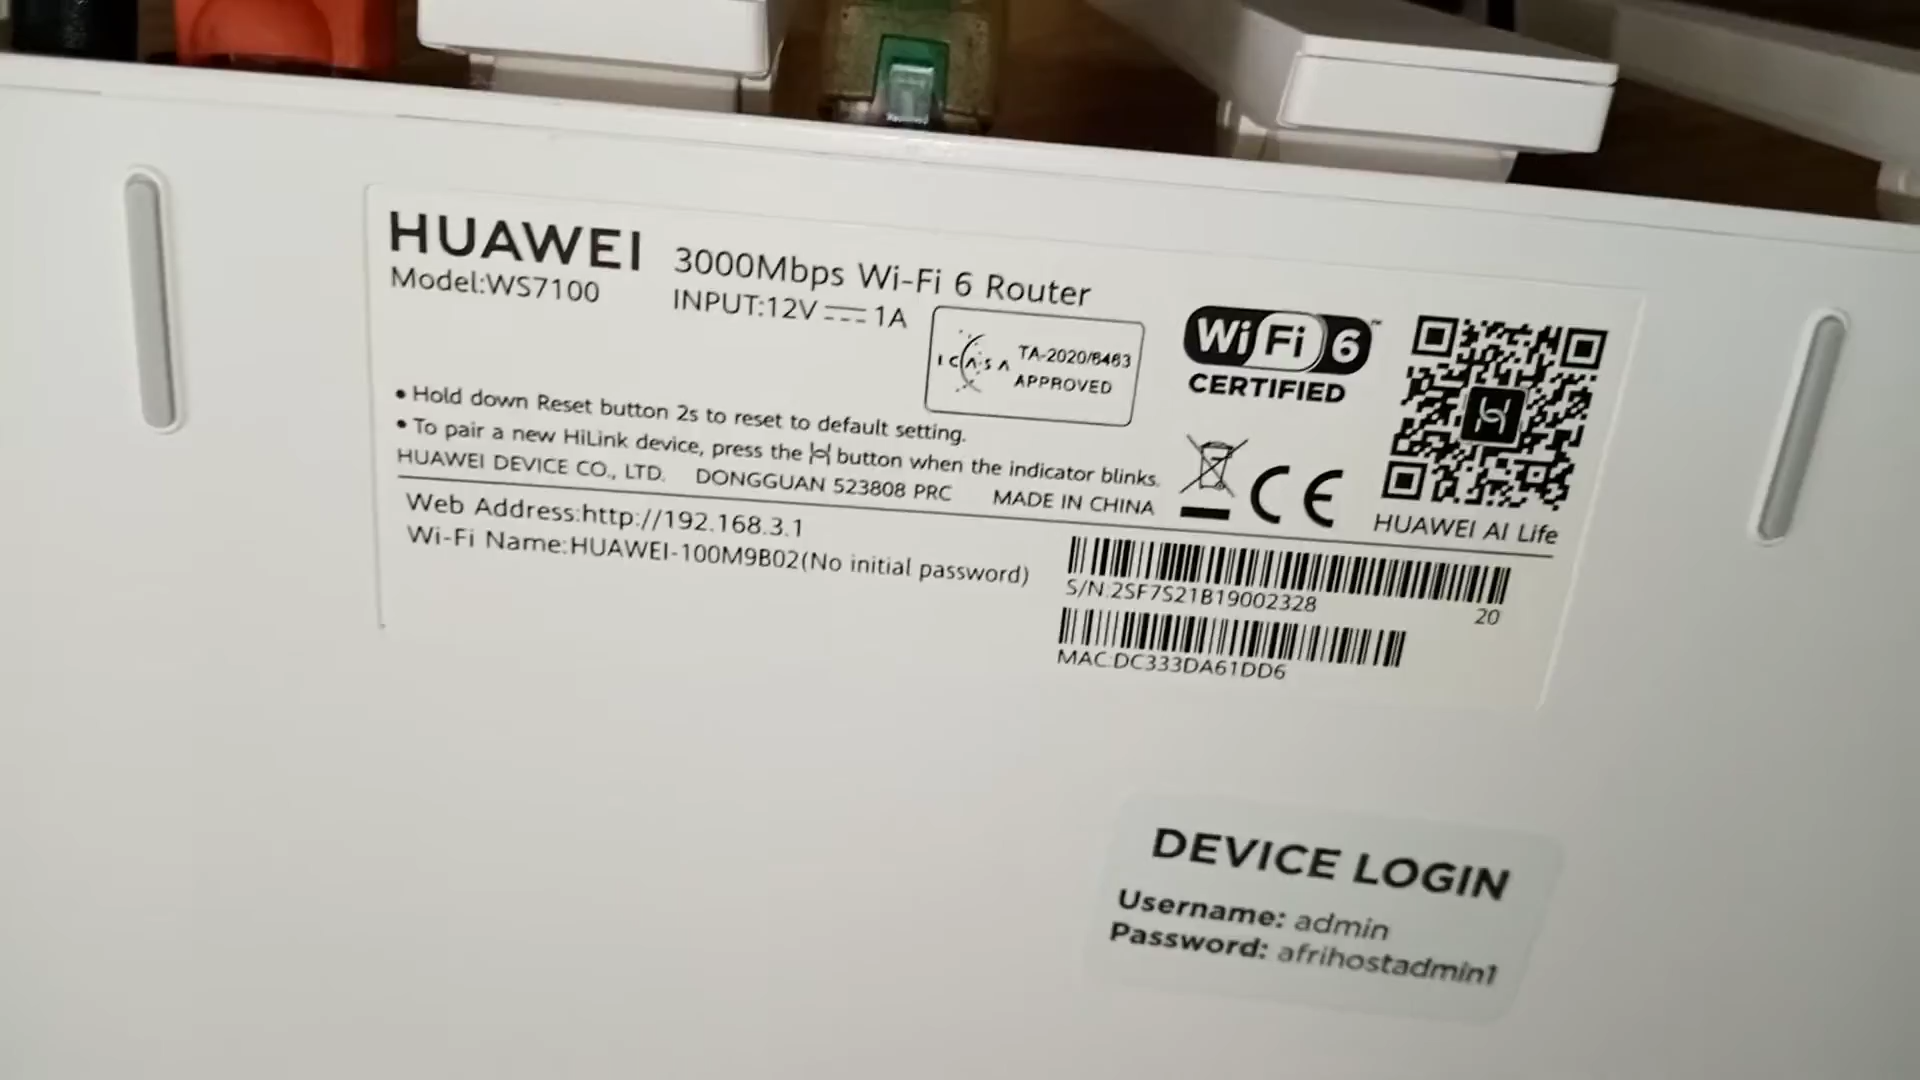 HUAWEI
Model:WS7100
3000Mbps Wi-Fi 6 Router
INPUT:12V 1A
ICASA
TA-2020/6463
APPROVED
Wi Fi 6™
CERTIFIED
• Hold down Reset button 2s to reset to default setting.
• To pair a new HiLink device, press the button when the indicator blinks.
HUAWEI DEVICE CO., LTD. DONGGUAN 523808 PRC MADE IN CHINA
CE
HUAWEI AI Life
Web Address:http://192.168.3.1
Wi-Fi Name:HUAWEI-100M9B02(No initial password)
S/N:2SF7S21B19002328
20
MAC:DC333DA61DD6
DEVICE LOGIN
Username: admin
Password: afrihostadmin1